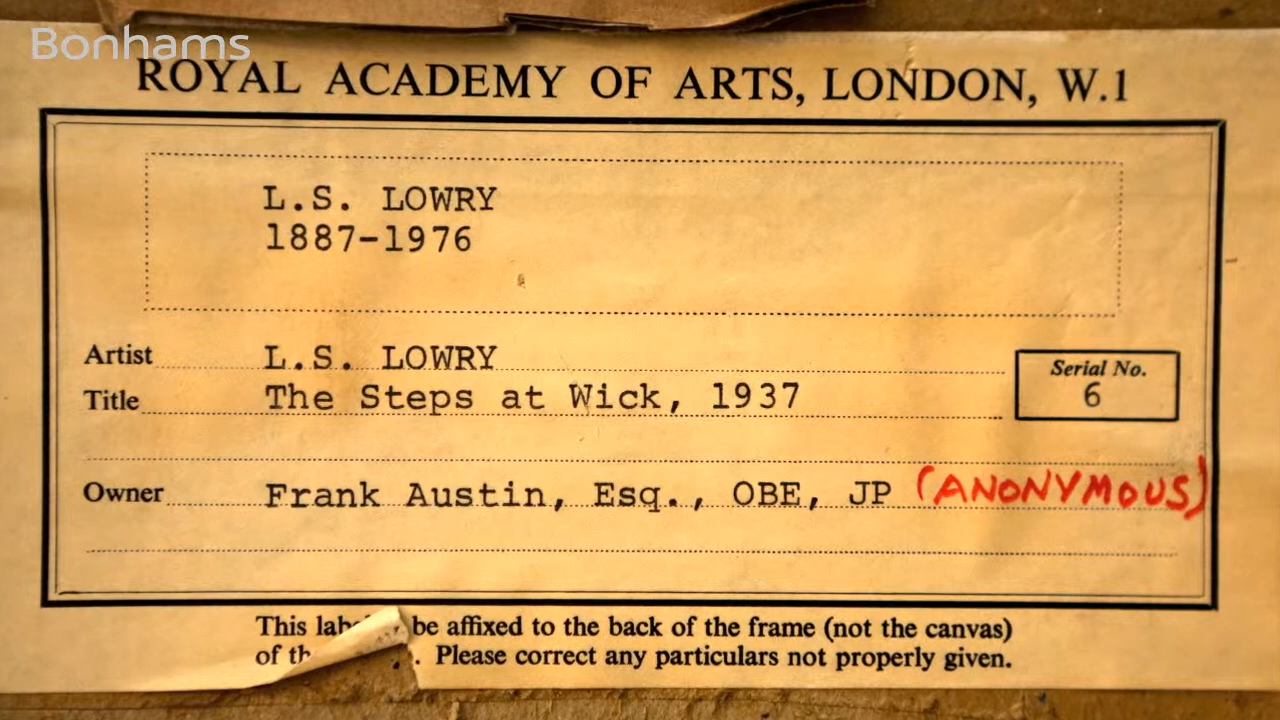 Bonhams
ROYAL ACADEMY OF ARTS, LONDON, W.1
L.S. LOWRY
1887-1976
Artist L.S. LOWRY
Serial No.
6
Title The Steps at Wick, 1937
Owner Frank Austin, Esq., OBE, JP (ANONYMOUS)
This be affixed to the back of the frame (not the canvas)
of . Please correct any particulars not properly given.